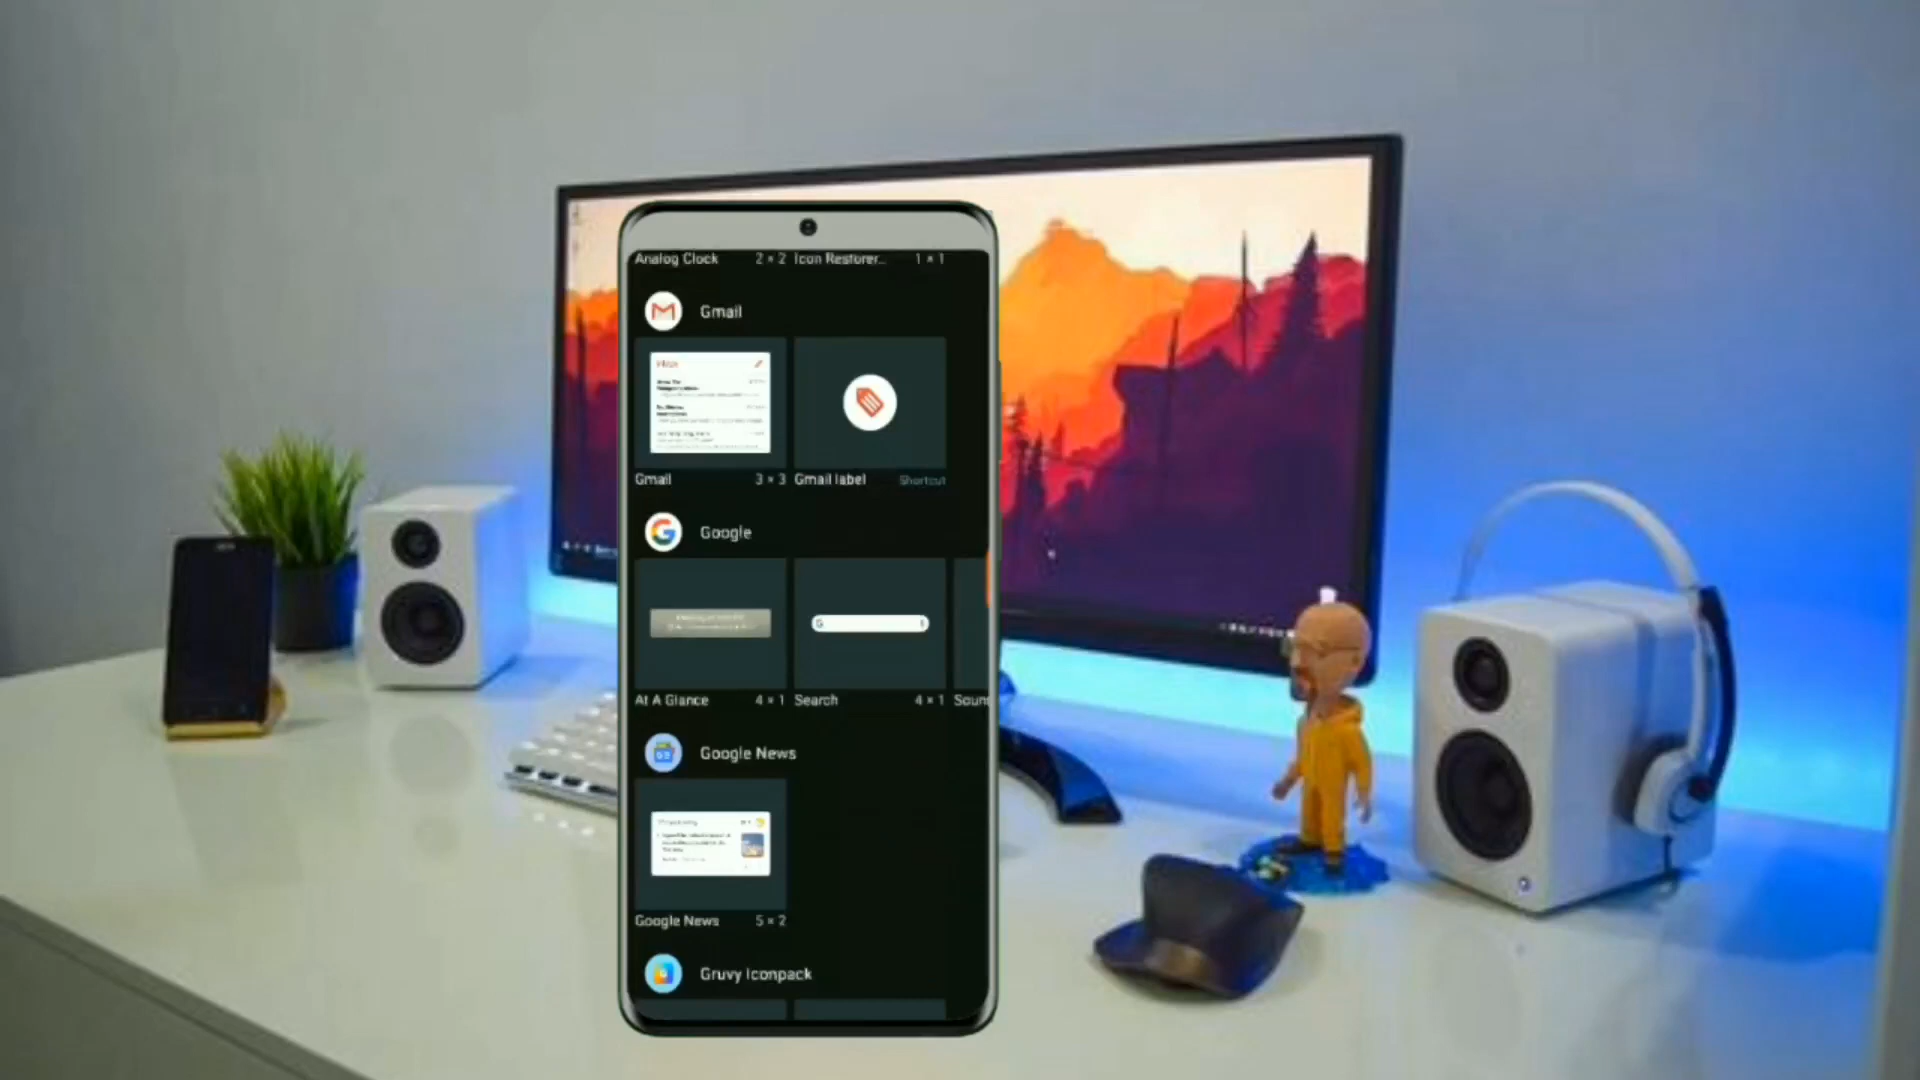 Analog Clock 2 × 2 Icon Restorer... 1 × 1
Gmail
Gmail 3 × 3 Gmail label Shortcut
Google
At A Glance 4 × 1 Search 4 × 1 Soun
Google News
Google News 5 × 2
Gruvy Iconpack